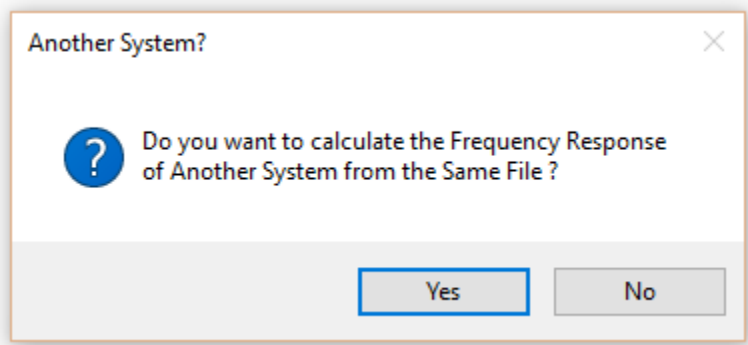 Another System?
Do you want to calculate the Frequency Response
of Another System from the Same File ?
Yes No